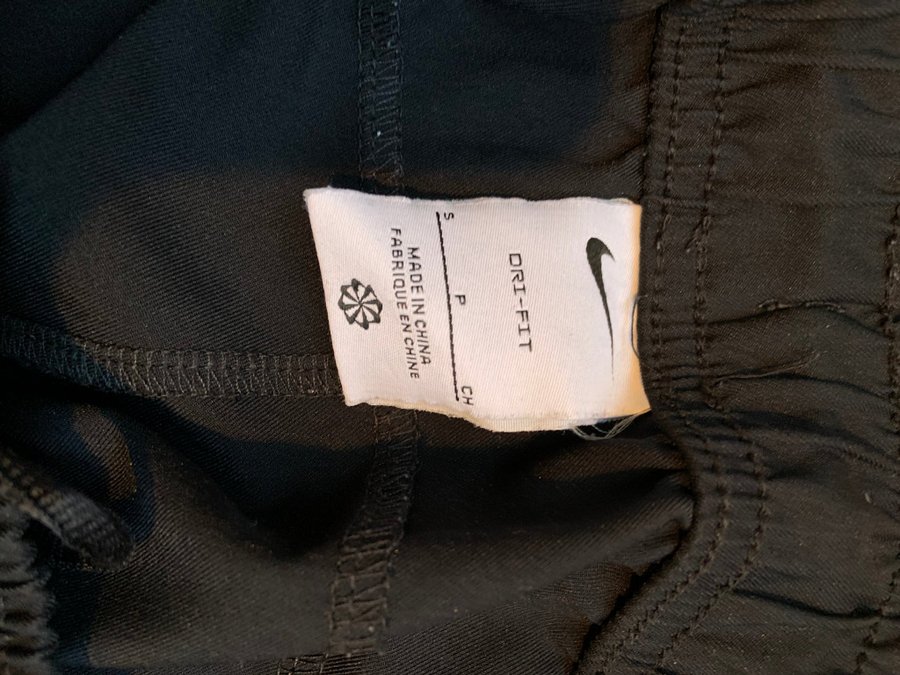 DRI-FIT
S P CH
MADE IN CHINA
FABRIQUE EN CHINE